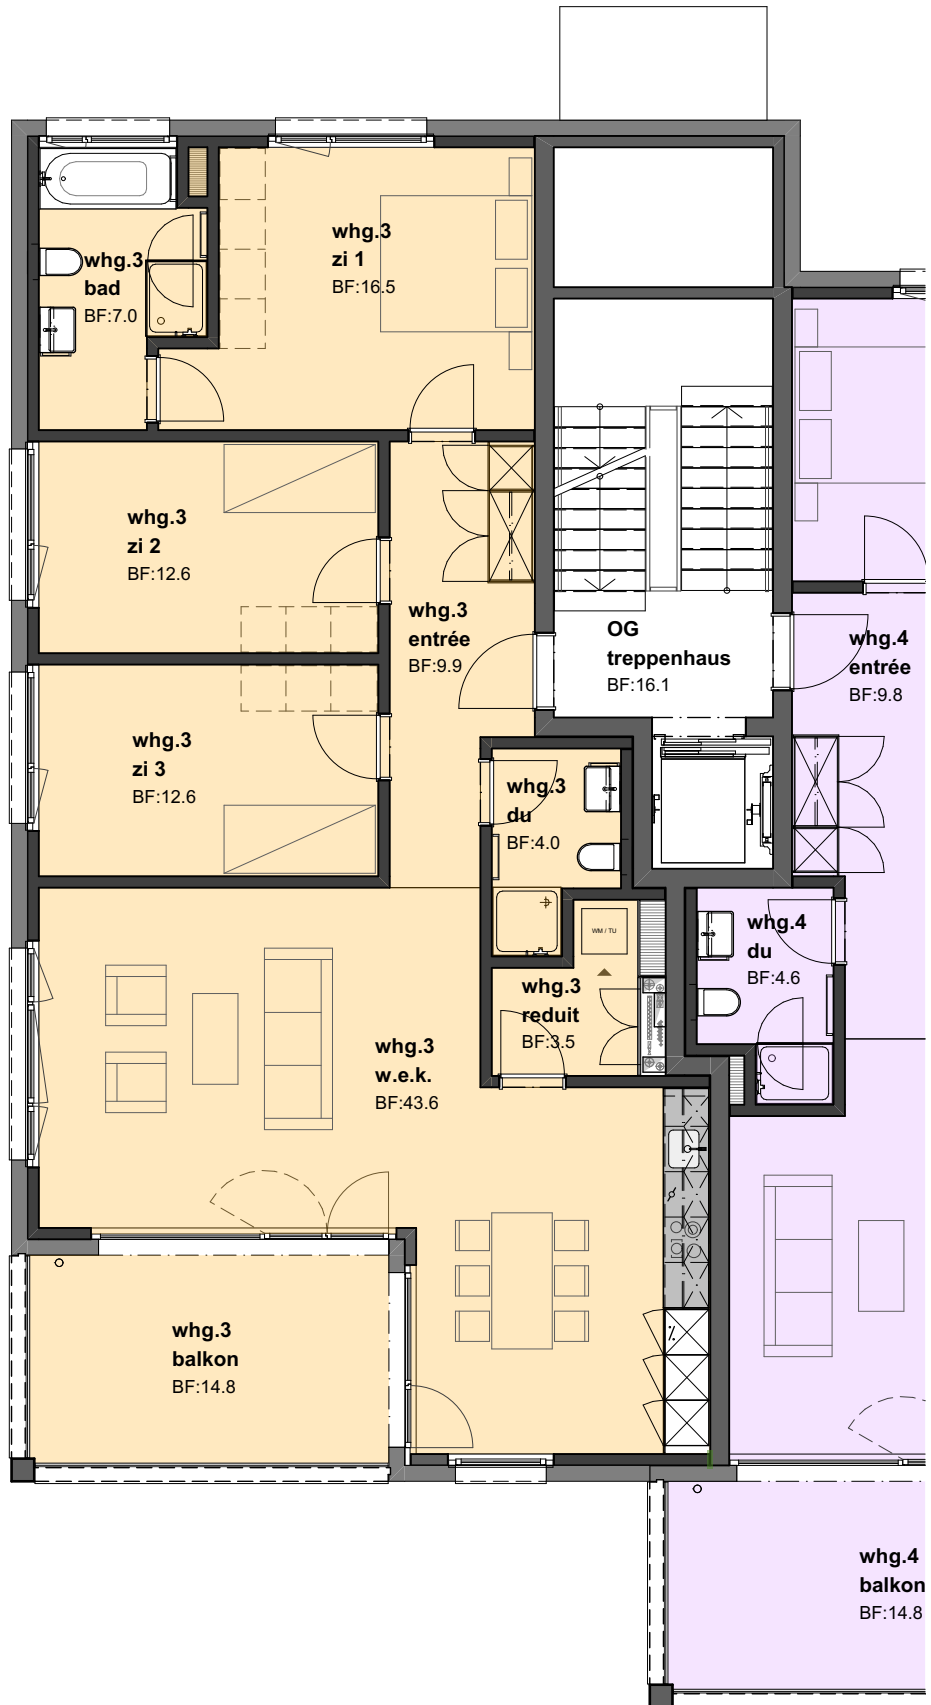 whg.3
bad
BF:7.0
whg.3
zi 1
BF:16.5
whg.3
zi 2
BF:12.6
whg.3
entrée
BF:9.9
OG
treppenhaus
BF:16.1
whg.4
entrée
BF:9.8
whg.3
zi 3
BF:12.6
whg.3
du
BF:4.0
WM / TU
whg.4
du
BF:4.6
whg.3
reduit
BF:3.5
whg.3
w.e.k.
BF:43.6
whg.3
balkon
BF:14.8
whg.4
balkon
BF:14.8